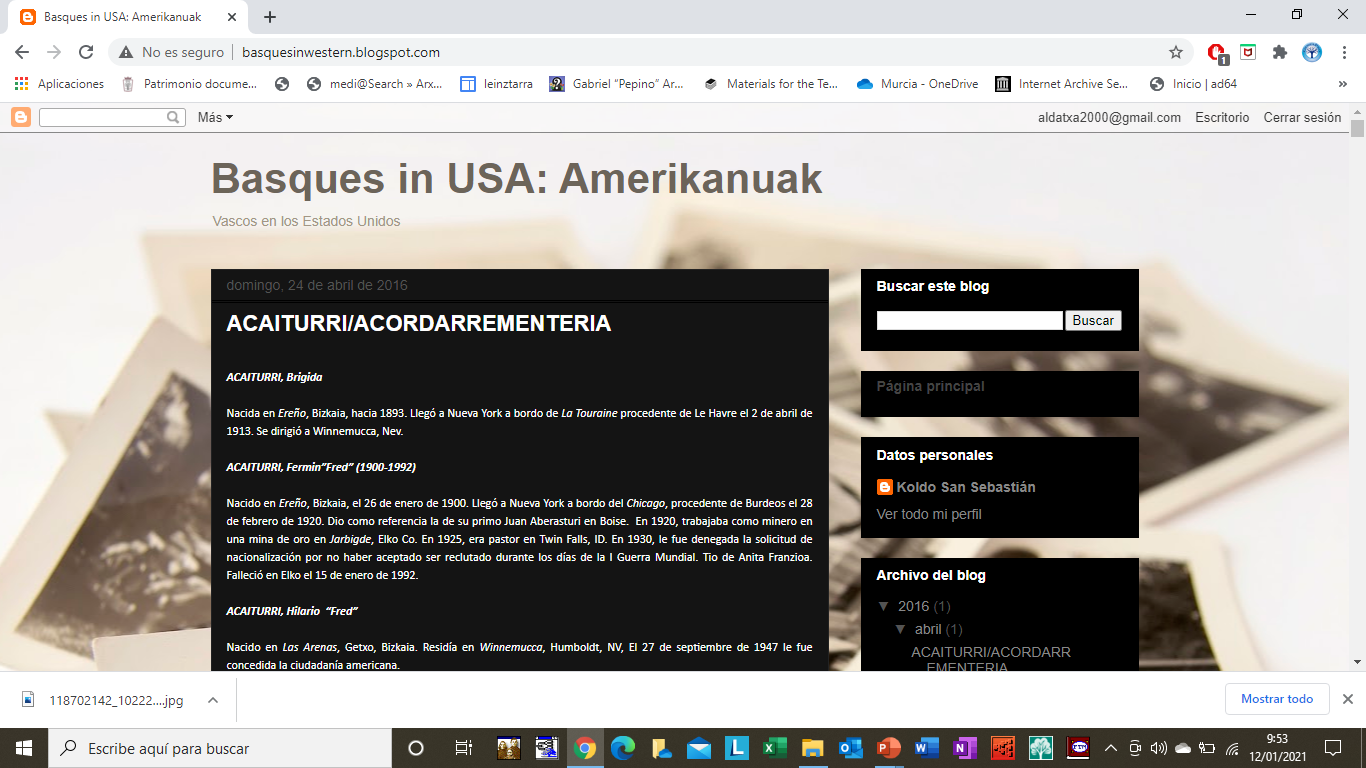 Basques in USA: Amerikanuak
No es seguro
basquesinwestern.blogspot.com
1
Aplicaciones
Patrimonio docume...
medi@Search » Arx...
leinztarra
Gabriel “Pepino” Ar...
Materials for the Te...
Murcia - OneDrive
Internet Archive Se...
Inicio | ad64
»
Más
aldatxa2000@gmail.com
Escritorio
Cerrar sesión
Basques in USA: Amerikanuak
Vascos en los Estados Unidos
domingo, 24 de abril de 2016
ACAITURRI/ACORDARREMENTERIA
ACAITURRI, Brigida
Nacida en Ereño, Bizkaia, hacia 1893. Llegó a Nueva York a bordo de La Touraine procedente de Le Havre el 2 de abril de
1913. Se dirigió a Winnemucca, Nev.
ACAITURRI, Fermin“Fred” (1900-1992)
Nacido en Ereño, Bizkaia, el 26 de enero de 1900. Llegó a Nueva York a bordo del Chicago, procedente de Burdeos el 28
de febrero de 1920. Dio como referencia la de su primo Juan Aberasturi en Boise. En 1920, trabajaba como minero en
una mina de oro en Jarbigde, Elko Co. En 1925, era pastor en Twin Falls, ID. En 1930, le fue denegada la solicitud de
nacionalización por no haber aceptado ser reclutado durante los días de la I Guerra Mundial. Tio de Anita Franzioa.
Falleció en Elko el 15 de enero de 1992.
ACAITURRI, Hilario “Fred”
Nacido en Las Arenas, Getxo, Bizkaia. Residía en Winnemucca, Humboldt, NV, El 27 de septiembre de 1947 le fue
concedida la ciudadanía americana.
Buscar este blog
Buscar
Página principal
Datos personales
Koldo San Sebastián
Ver todo mi perfil
Archivo del blog
▼ 2016 (1)
▼ abril (1)
ACAITURRI/ACORDARR
EMENTERIA
118702142_10222....jpg
Mostrar todo
Escribe aquí para buscar
9:53
12/01/2021